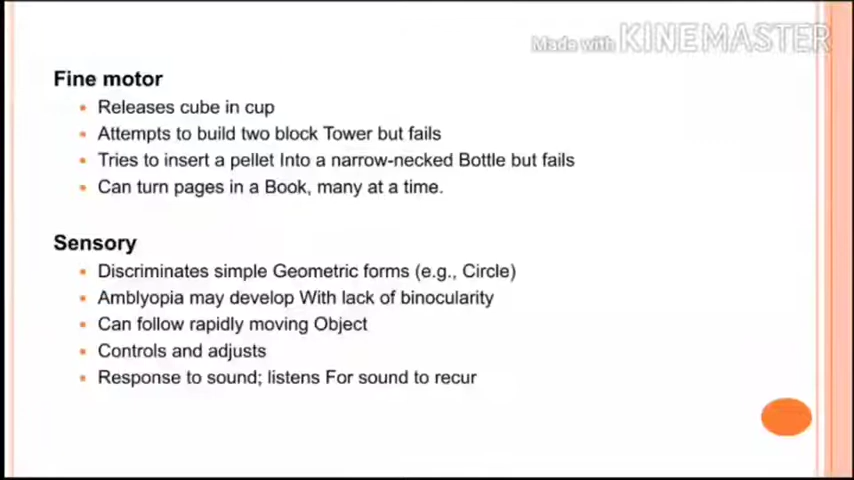 Made with KINEMASTER
Fine motor
Releases cube in cup
Attempts to build two block Tower but fails
Tries to insert a pellet Into a narrow-necked Bottle but fails
Can turn pages in a Book, many at a time.
Sensory
Discriminates simple Geometric forms (e.g., Circle)
Amblyopia may develop With lack of binocularity
Can follow rapidly moving Object
Controls and adjusts
Response to sound; listens For sound to recur